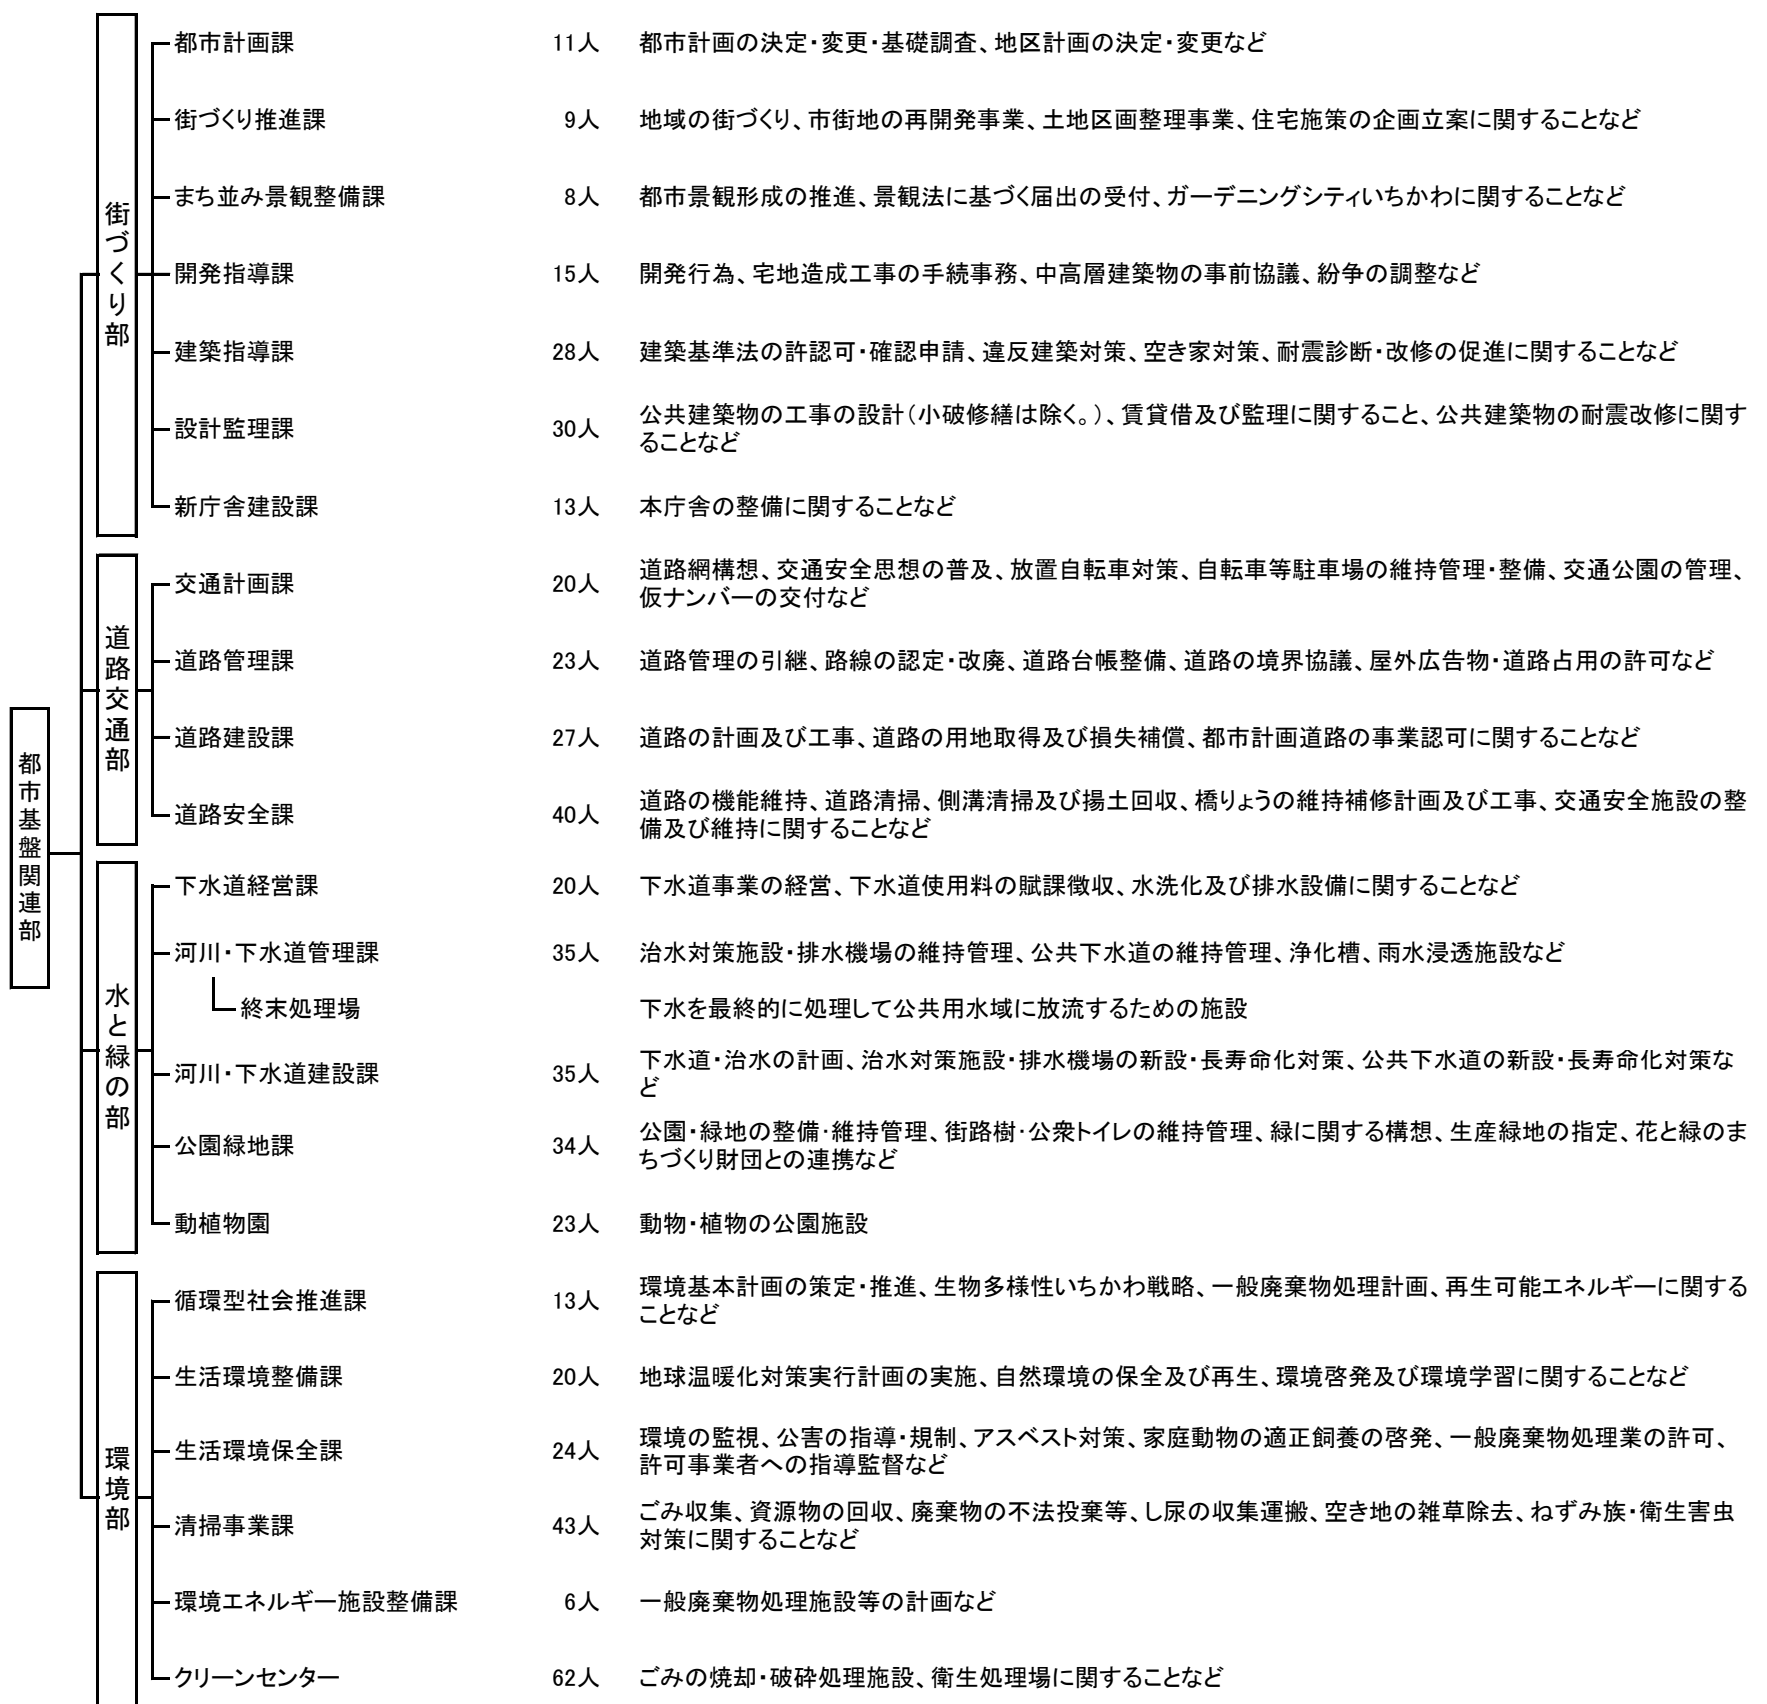 都市基盤関連部
街づくり部
都市計画課 11人 都市計画の決定・変更・基礎調査、地区計画の決定・変更など
街づくり推進課 9人 地域の街づくり、市街地の再開発事業、土地区画整理事業、住宅施策の企画立案に関することなど
まち並み景観整備課 8人 都市景観形成の推進、景観法に基づく届出の受付、ガーデニングシティいちかわに関することなど
開発指導課 15人 開発行為、宅地造成工事の手続事務、中高層建築物の事前協議、紛争の調整など
建築指導課 28人 建築基準法の許認可・確認申請、違反建築対策、空き家対策、耐震診断・改修の促進に関することなど
設計監理課 30人 公共建築物の工事の設計(小破修繕は除く。)、賃貸借及び監理に関すること、公共建築物の耐震改修に関す
ることなど
新庁舎建設課 13人 本庁舎の整備に関することなど
道路交通部
交通計画課 20人 道路網構想、交通安全思想の普及、放置自転車対策、自転車等駐車場の維持管理・整備、交通公園の管理、
仮ナンバーの交付など
道路管理課 23人 道路管理の引継、路線の認定・改廃、道路台帳整備、道路の境界協議、屋外広告物・道路占用の許可など
道路建設課 27人 道路の計画及び工事、道路の用地取得及び損失補償、都市計画道路の事業認可に関することなど
道路安全課 40人 道路の機能維持、道路清掃、側溝清掃及び揚土回収、橋りょうの維持補修計画及び工事、交通安全施設の整
備及び維持に関することなど
水と緑の部
下水道経営課 20人 下水道事業の経営、下水道使用料の賦課徴収、水洗化及び排水設備に関することなど
河川・下水道管理課 35人 治水対策施設・排水機場の維持管理、公共下水道の維持管理、浄化槽、雨水浸透施設など
終末処理場 下水を最終的に処理して公共用水域に放流するための施設
河川・下水道建設課 35人 下水道・治水の計画、治水対策施設・排水機場の新設・長寿命化対策、公共下水道の新設・長寿命化対策な
ど
公園緑地課 34人 公園・緑地の整備・維持管理、街路樹・公衆トイレの維持管理、緑に関する構想、生産緑地の指定、花と緑のま
ちづくり財団との連携など
動植物園 23人 動物・植物の公園施設
環境部
循環型社会推進課 13人 環境基本計画の策定・推進、生物多様性いちかわ戦略、一般廃棄物処理計画、再生可能エネルギーに関する
ことなど
生活環境整備課 20人 地球温暖化対策実行計画の実施、自然環境の保全及び再生、環境啓発及び環境学習に関することなど
生活環境保全課 24人 環境の監視、公害の指導・規制、アスベスト対策、家庭動物の適正飼養の啓発、一般廃棄物処理業の許可、
許可事業者への指導監督など
清掃事業課 43人 ごみ収集、資源物の回収、廃棄物の不法投棄等、し尿の収集運搬、空き地の雑草除去、ねずみ族・衛生害虫
対策に関することなど
環境エネルギー施設整備課 6人 一般廃棄物処理施設等の計画など
クリーンセンター 62人 ごみの焼却・破砕処理施設、衛生処理場に関することなど